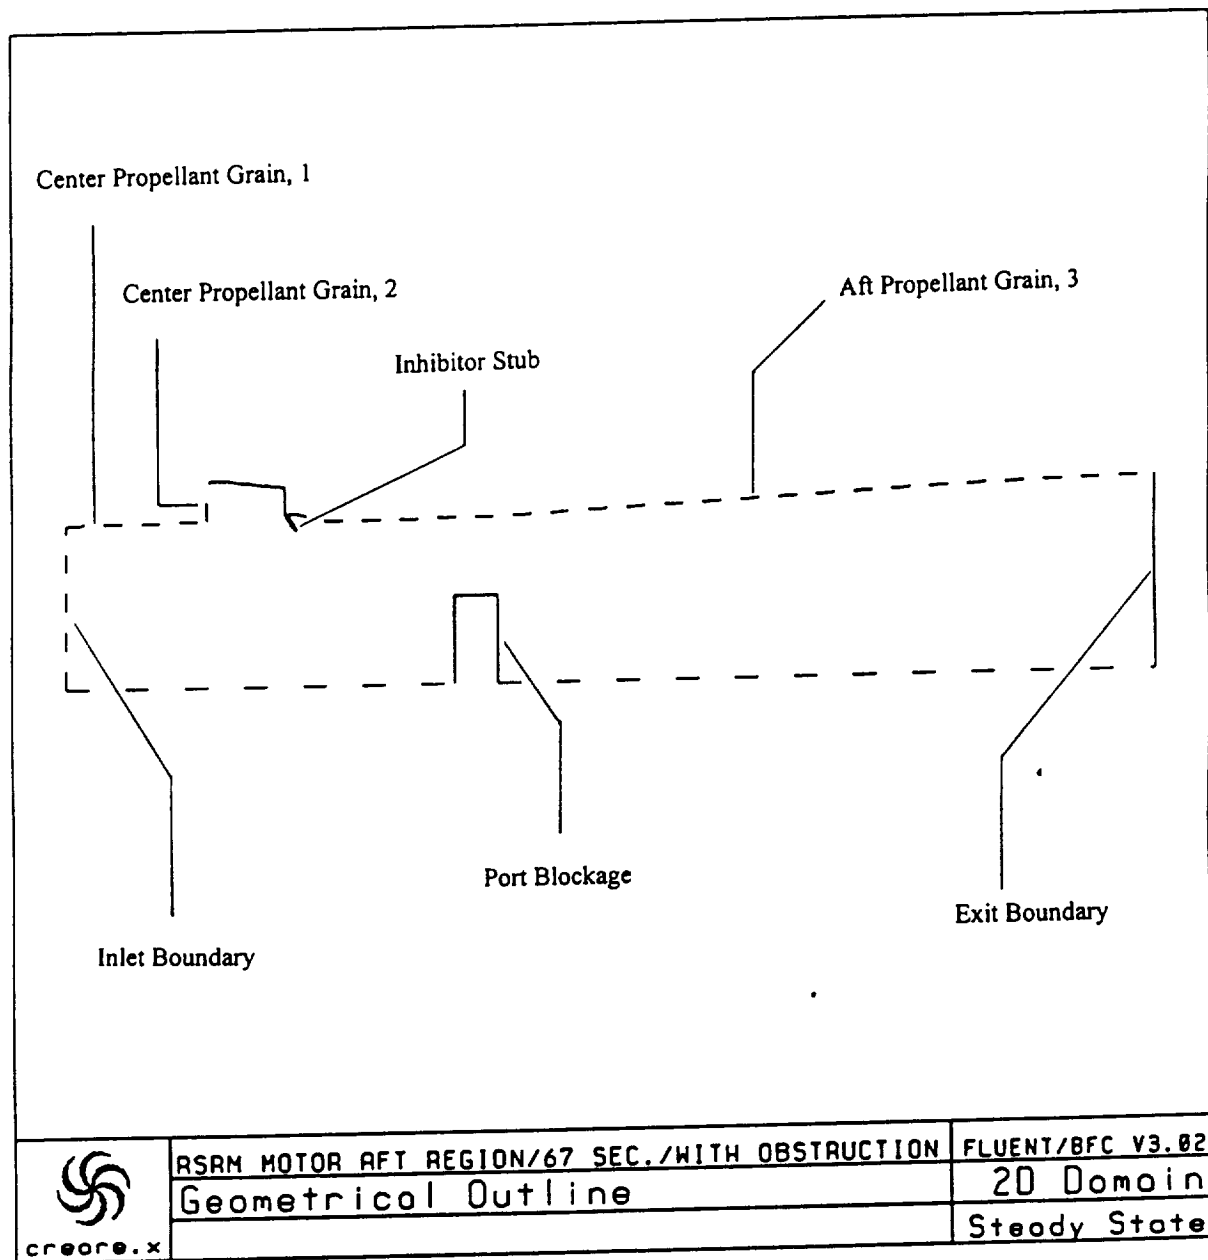 Center Propellant Grain, 1
Center Propellant Grain, 2
Aft Propellant Grain, 3
Inhibitor Stub
Port Blockage
Exit Boundary
Inlet Boundary
creare.x
RSRM MOTOR AFT REGION/67 SEC./WITH OBSTRUCTION
Geometrical Outline
FLUENT/BFC V3.02
2D Domain
Steady State